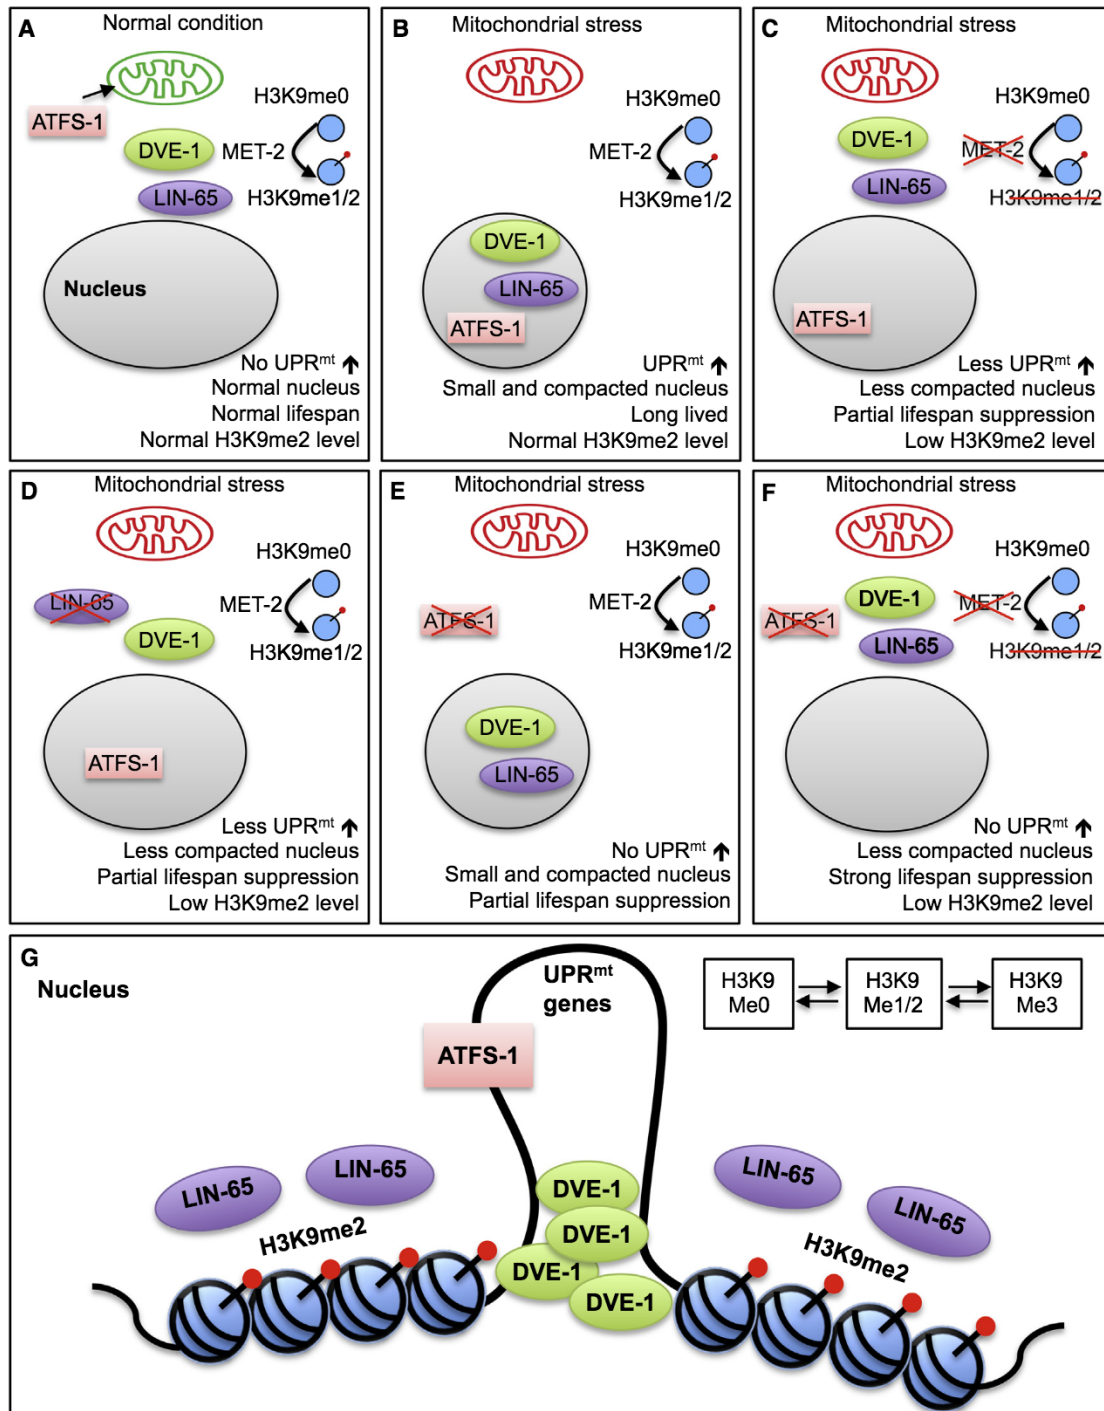 A
Normal condition
ATFS-1
DVE-1
LIN-65
MET-2
H3K9me0
H3K9me1/2
Nucleus
No UPRmt ↑
Normal nucleus
Normal lifespan
Normal H3K9me2 level
B
Mitochondrial stress
H3K9me0
MET-2
H3K9me1/2
DVE-1
LIN-65
ATFS-1
UPRmt ↑
Small and compacted nucleus
Long lived
Normal H3K9me2 level
C
Mitochondrial stress
H3K9me0
DVE-1
MET-2
LIN-65
H3K9me1/2
ATFS-1
Less UPRmt ↑
Less compacted nucleus
Partial lifespan suppression
Low H3K9me2 level
D
Mitochondrial stress
H3K9me0
LIN-65
MET-2
DVE-1
H3K9me1/2
ATFS-1
Less UPRmt ↑
Less compacted nucleus
Partial lifespan suppression
Low H3K9me2 level
E
Mitochondrial stress
H3K9me0
ATFS-1
MET-2
H3K9me1/2
DVE-1
LIN-65
No UPRmt ↑
Small and compacted nucleus
Partial lifespan suppression
F
Mitochondrial stress
H3K9me0
ATFS-1
DVE-1
MET-2
LIN-65
H3K9me1/2
No UPRmt ↑
Less compacted nucleus
Strong lifespan suppression
Low H3K9me2 level
G
Nucleus
UPRmt
genes
H3K9
Me0
H3K9
Me1/2
H3K9
Me3
ATFS-1
LIN-65
LIN-65
H3K9me2
DVE-1
DVE-1
DVE-1
DVE-1
LIN-65
LIN-65
H3K9me2